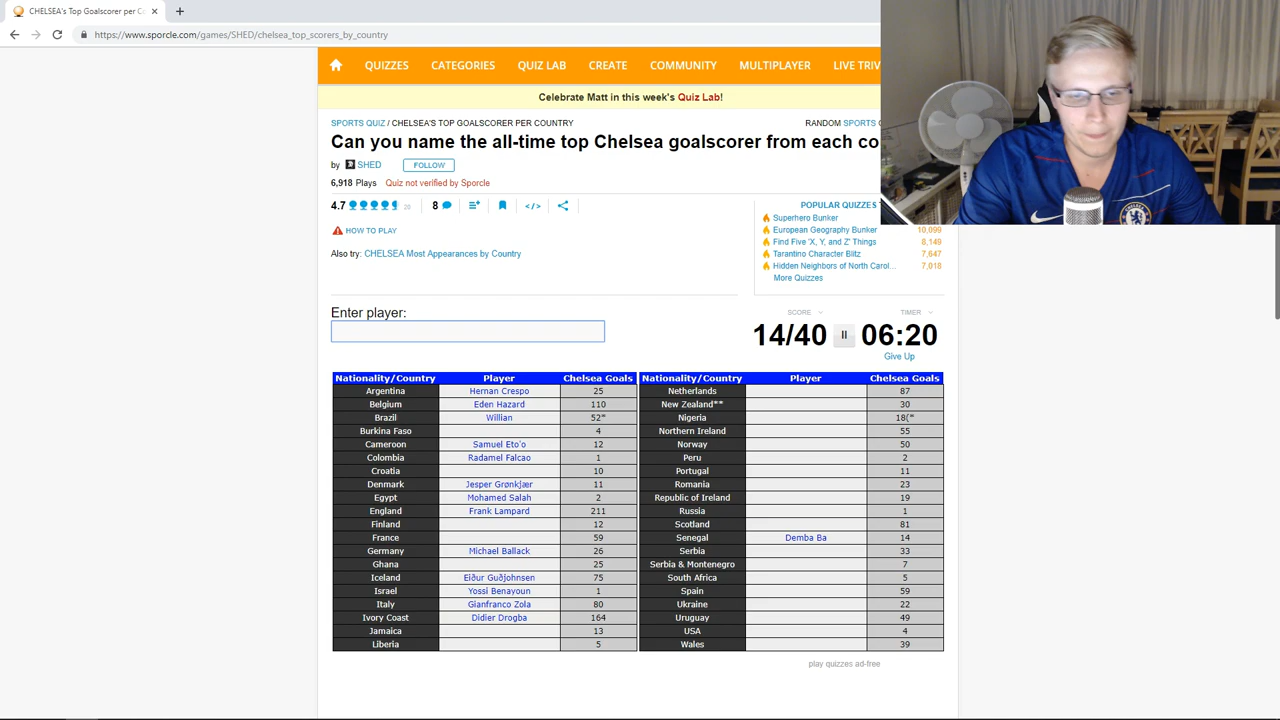 CHELSEA's Top Goalscorer per C
https://www.sporcle.com/games/SHED/chelsea_top_scorers_by_country
QUIZZES CATEGORIES QUIZ LAB CREATE COMMUNITY MULTIPLAYER LIVE TRIV
Celebrate Matt in this week's Quiz Lab!
SPORTS QUIZ / CHELSEA'S TOP GOALSCORER PER COUNTRY RANDOM SPORTS
Can you name the all-time top Chelsea goalscorer from each co
by SHED FOLLOW
6,918 Plays Quiz not verified by Sporcle
4.7 8
HOW TO PLAY
Also try: CHELSEA Most Appearances by Country
POPULAR QUIZZES
Superhero Bunker
European Geography Bunker 10,099
Find Five 'X, Y, and Z' Things 8,149
Tarantino Character Blitz 7,647
Hidden Neighbors of North Carol... 7,018
More Quizzes
Enter player:
SCORE TIMER
14/40 06:20
Give Up
Nationality/Country Player Chelsea Goals Nationality/Country Player Chelsea Goals
Argentina Hernan Crespo 25 Netherlands 87
Belgium Eden Hazard 110 New Zealand** 30
Brazil Willian 52* Nigeria 18(*
Burkina Faso 4 Northern Ireland 55
Cameroon Samuel Eto'o 12 Norway 50
Colombia Radamel Falcao 1 Peru 2
Croatia 10 Portugal 11
Denmark Jesper Grønkjær 11 Romania 23
Egypt Mohamed Salah 2 Republic of Ireland 19
England Frank Lampard 211 Russia 1
Finland 12 Scotland 81
France 59 Senegal Demba Ba 14
Germany Michael Ballack 26 Serbia 33
Ghana 25 Serbia & Montenegro 7
Iceland Eiður Guðjohnsen 75 South Africa 5
Israel Yossi Benayoun 1 Spain 59
Italy Gianfranco Zola 80 Ukraine 22
Ivory Coast Didier Drogba 164 Uruguay 49
Jamaica 13 USA 4
Liberia 5 Wales 39
play quizzes ad-free